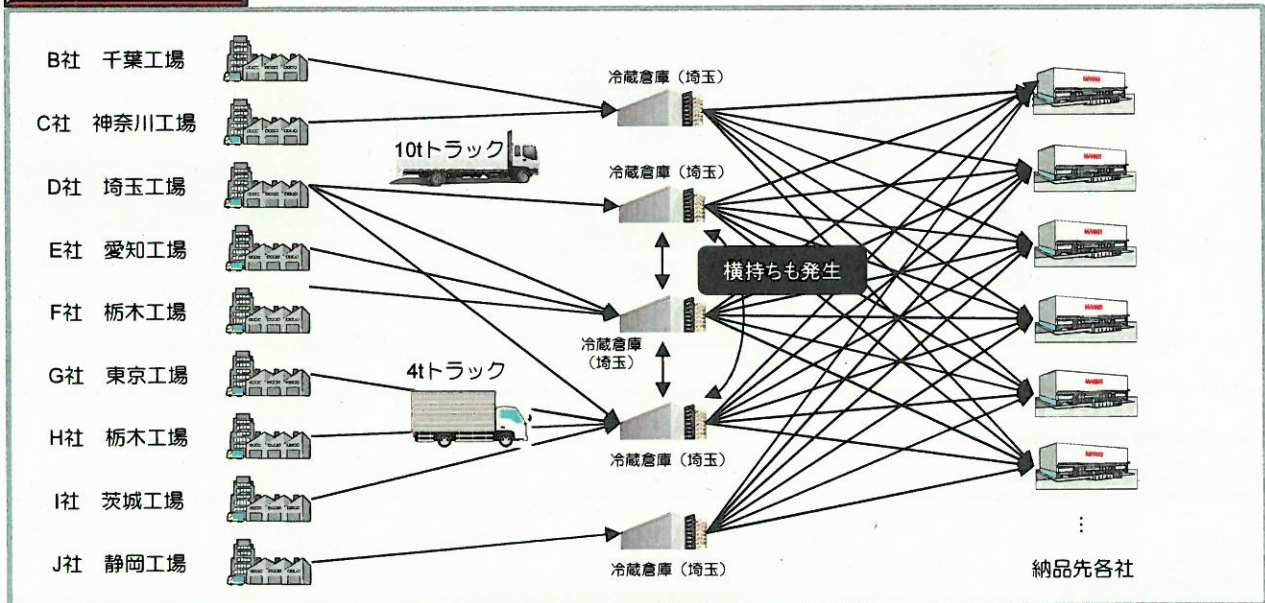 B社 千葉工場
C社 神奈川工場
D社 埼玉工場
E社 愛知工場
F社 栃木工場
G社 東京工場
H社 栃木工場
I社 茨城工場
J社 静岡工場
10tトラック
4tトラック
冷蔵倉庫(埼玉)
冷蔵倉庫(埼玉)
冷蔵倉庫
(埼玉)
冷蔵倉庫(埼玉)
冷蔵倉庫(埼玉)
横持ちも発生
⋮
納品先各社